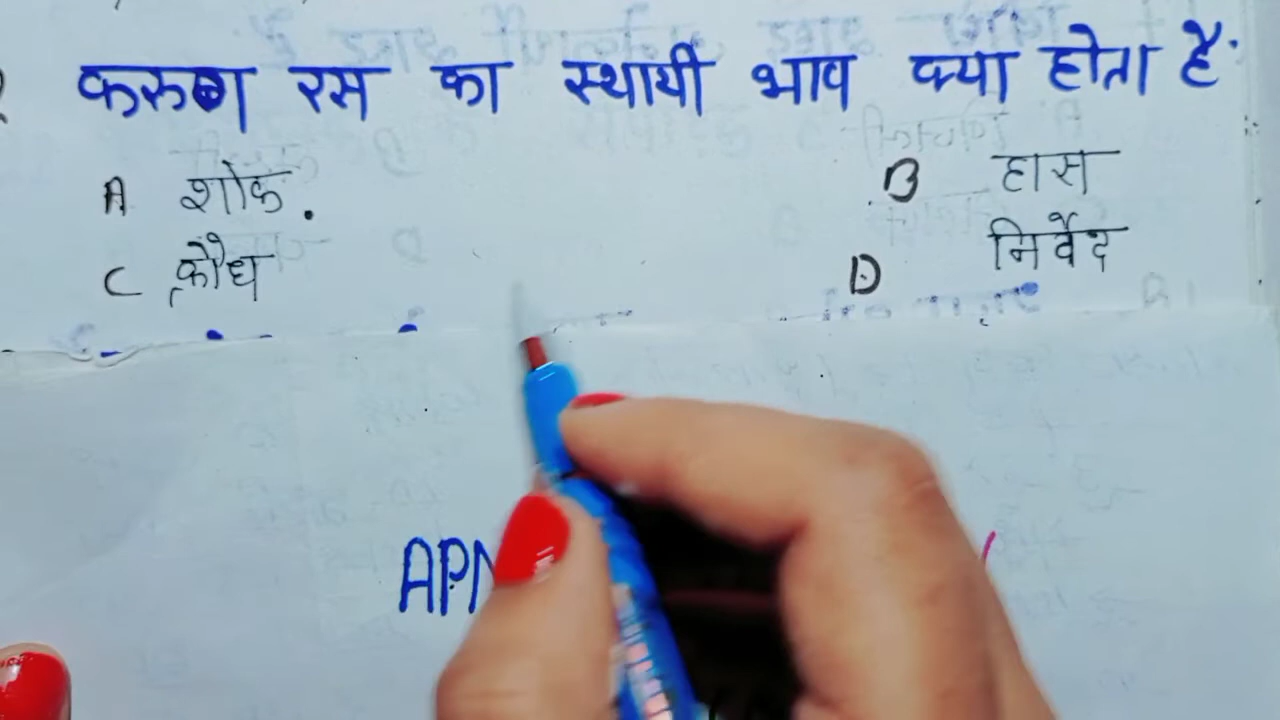 करुण रस का स्थायी भाव क्या होता है
A शोक. B हास
C क्रौध D निर्वेद
APN